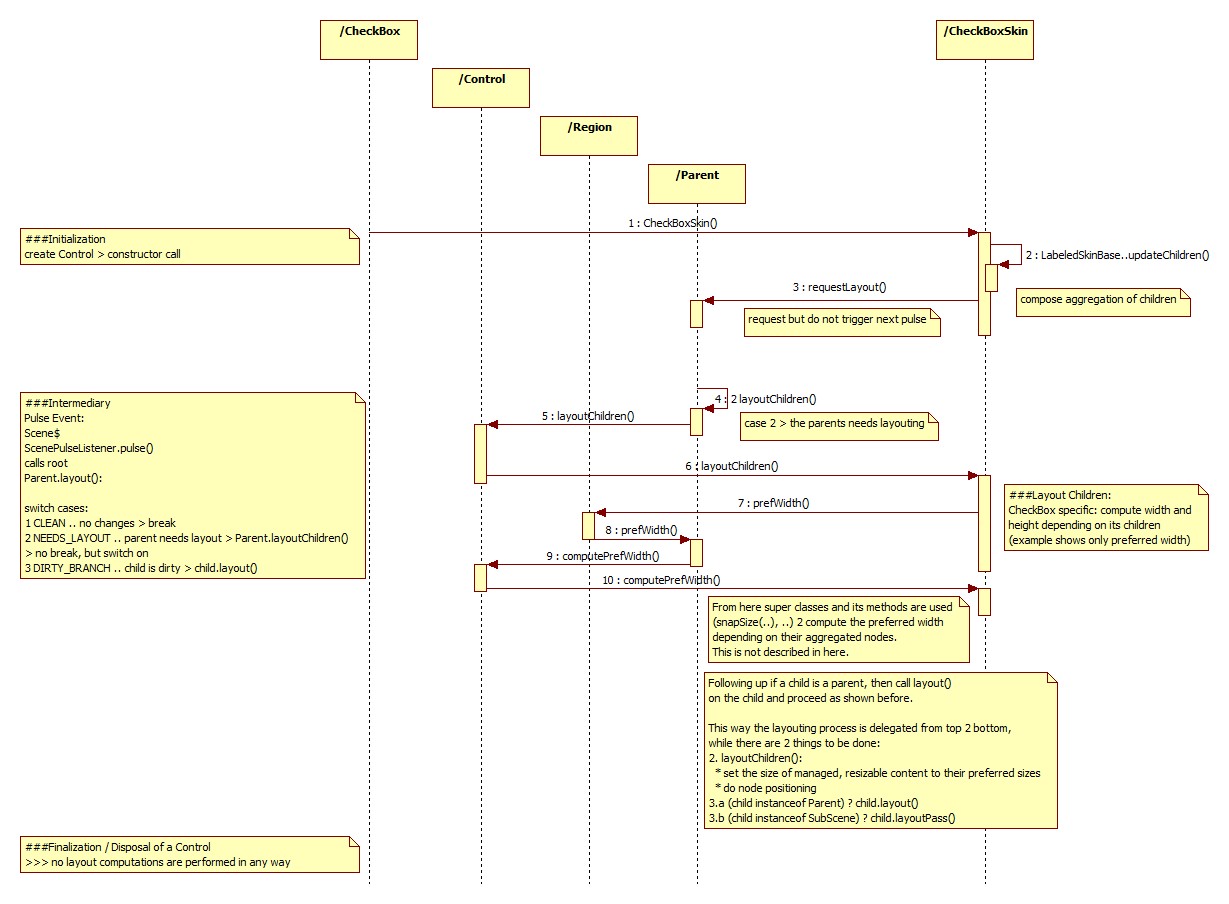 /CheckBox
/CheckBoxSkin
/Control
/Region
/Parent
1 : CheckBoxSkin()
###Initialization
create Control > constructor call
2 : LabeledSkinBase..updateChildren()
3 : requestLayout()
compose aggregation of children
request but do not trigger next pulse
###Intermediary
Pulse Event:
Scene$
ScenePulseListener.pulse()
calls root
Parent.layout():
switch cases:
1 CLEAN .. no changes > break
2 NEEDS_LAYOUT .. parent needs layout > Parent.layoutChildren()
> no break, but switch on
3 DIRTY_BRANCH .. child is dirty > child.layout()
4 : 2 layoutChildren()
5 : layoutChildren()
case 2 > the parents needs layouting
6 : layoutChildren()
###Layout Children:
CheckBox specific: compute width and
height depending on its children
(example shows only preferred width)
7 : prefWidth()
8 : prefWidth()
9 : computePrefWidth()
10 : computePrefWidth()
From here super classes and its methods are used
(snapSize(..), ..) 2 compute the preferred width
depending on their aggregated nodes.
This is not described in here.
Following up if a child is a parent, then call layout()
on the child and proceed as shown before.
This way the layouting process is delegated from top 2 bottom,
while there are 2 things to be done:
2. layoutChildren():
* set the size of managed, resizable content to their preferred sizes
* do node positioning
3.a (child instanceof Parent) ? child.layout()
3.b (child instanceof SubScene) ? child.layoutPass()
###Finalization / Disposal of a Control
>>> no layout computations are performed in any way